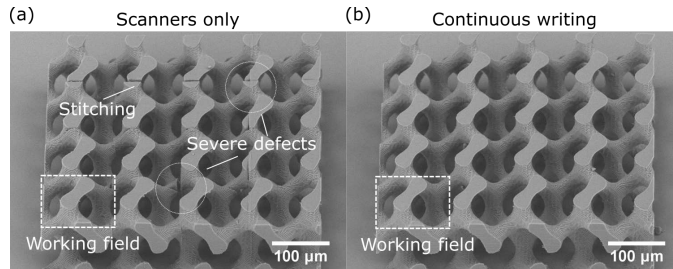 (a) Scanners only
(b) Continuous writing
Stitching
Severe defects
Working field
100 μm
Working field
100 μm